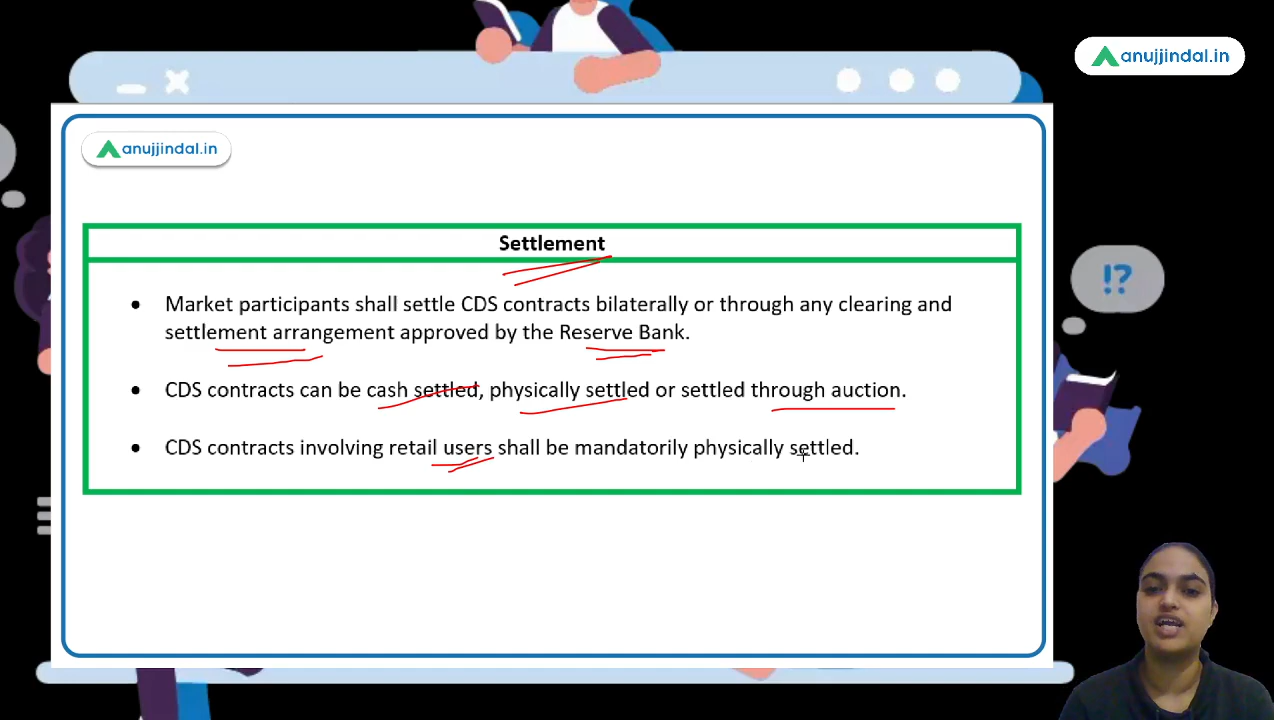 anujjindal.in
anujjindal.in
Settlement
• Market participants shall settle CDS contracts bilaterally or through any clearing and
settlement arrangement approved by the Reserve Bank.
• CDS contracts can be cash settled, physically settled or settled through auction.
• CDS contracts involving retail users shall be mandatorily physically settled.
!?